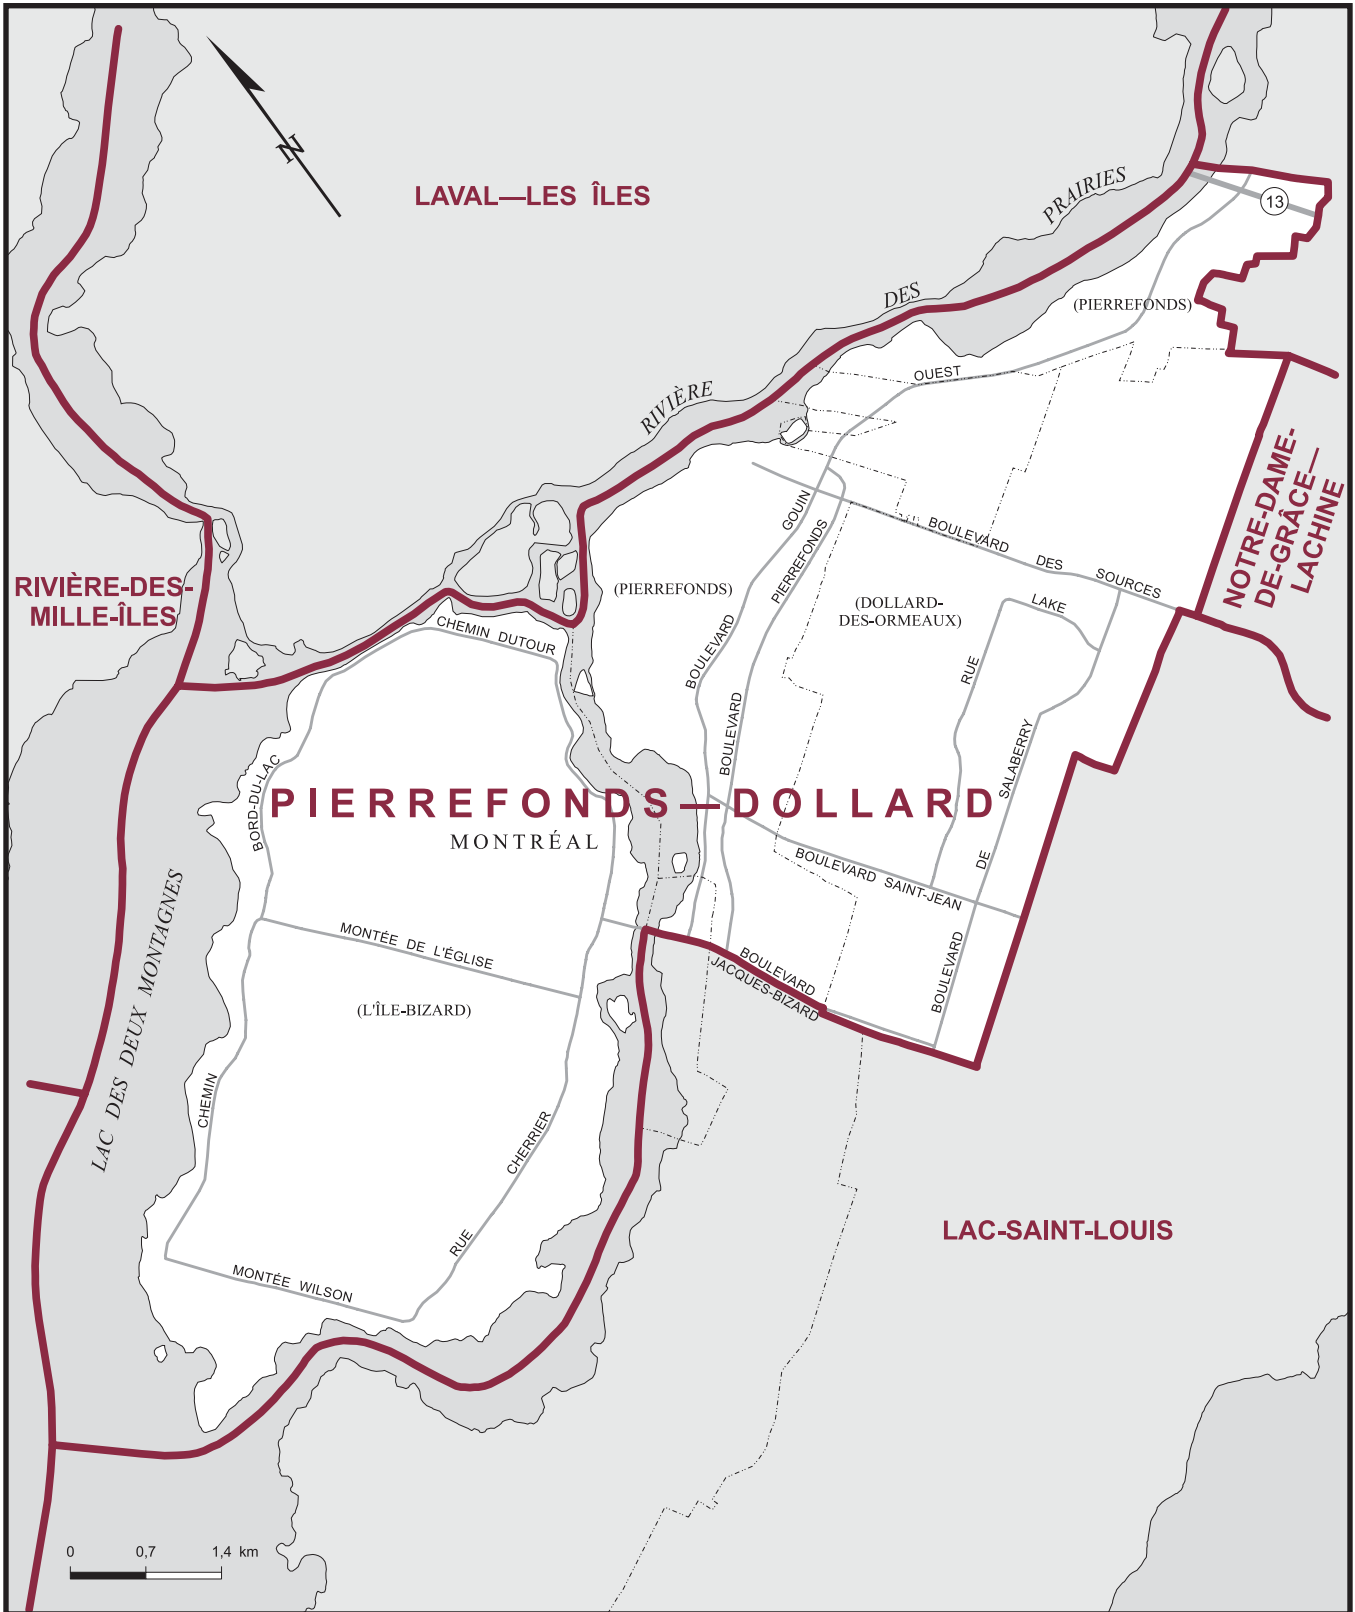 N
LAVAL—LES ÎLES
RIVIÈRE DES PRAIRIES
13
(PIERREFONDS)
OUEST
NOTRE-DAME-
DE-GRÂCE—
LACHINE
RIVIÈRE-DES-
MILLE-ÎLES
(PIERREFONDS)
BOULEVARD GOUIN
BOULEVARD PIERREFONDS
BOULEVARD DES SOURCES
(DOLLARD-
DES-ORMEAUX)
RUE LAKE
CHEMIN DUTOUR
BOULEVARD DE SALABERRY
CHEMIN BORD-DU-LAC
PIERREFONDS—DOLLARD
MONTRÉAL
BOULEVARD SAINT-JEAN
MONTÉE DE L'ÉGLISE
BOULEVARD
JACQUES-BIZARD
(L'ÎLE-BIZARD)
LAC DES DEUX MONTAGNES
RUE CHERRIER
MONTÉE WILSON
LAC-SAINT-LOUIS
0 0,7 1,4 km